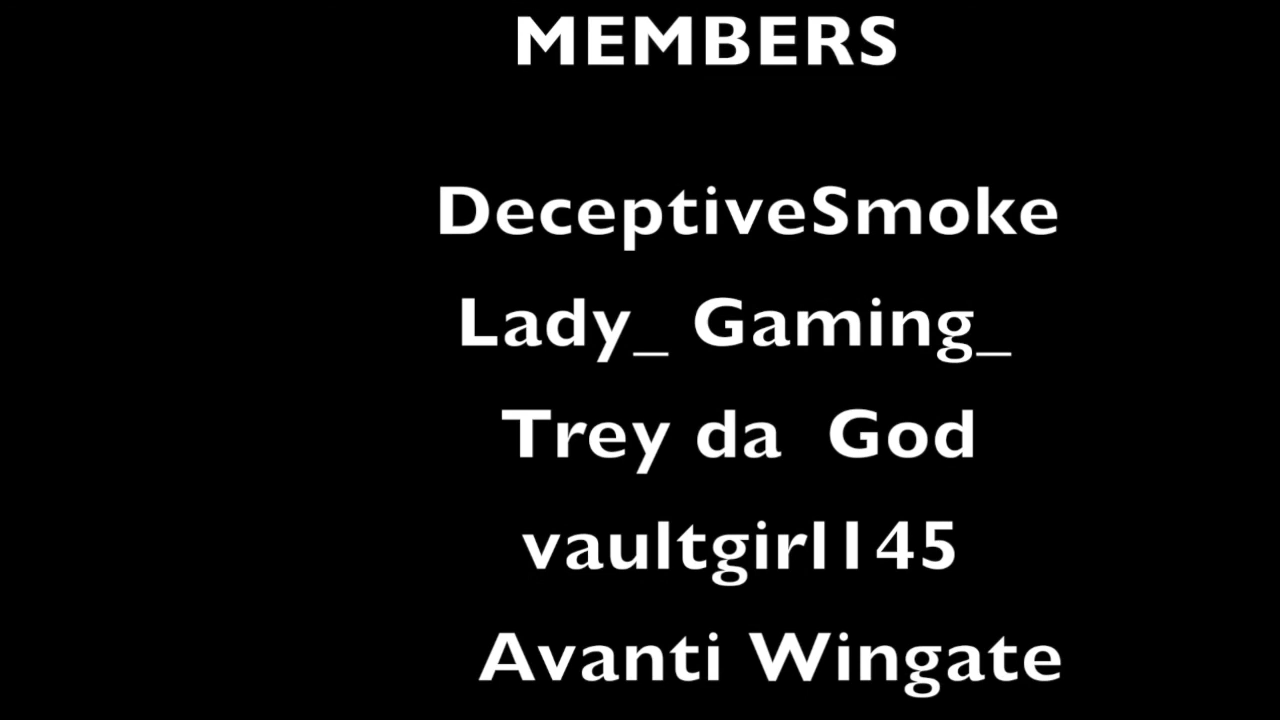 MEMBERS
DeceptiveSmoke
Lady_ Gaming_
Trey da  God
vaultgirl145
Avanti Wingate